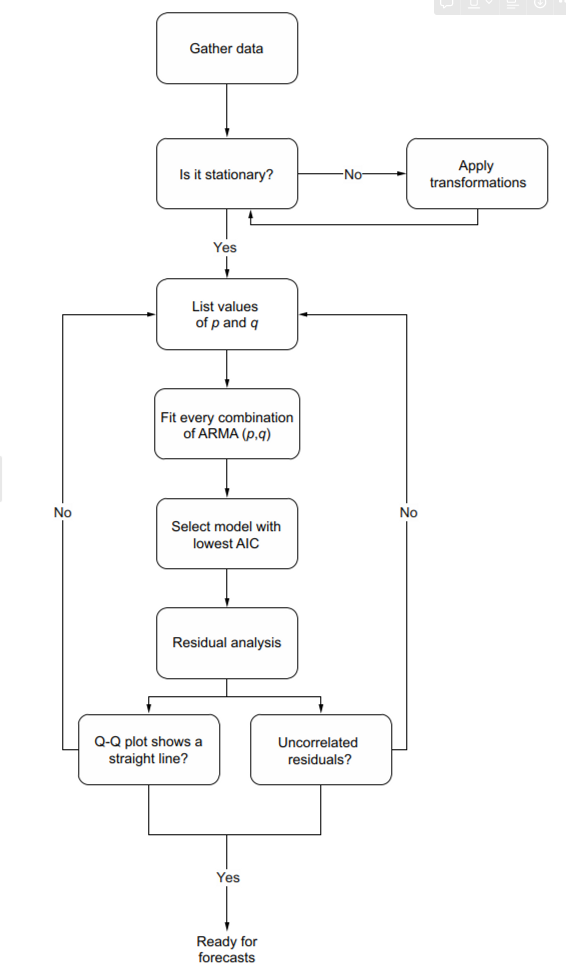 Gather data
Is it stationary?
No
Apply
transformations
Yes
List values
of p and q
Fit every combination
of ARMA (p,q)
No
No
Select model with
lowest AIC
Residual analysis
Q-Q plot shows a
straight line?
Uncorrelated
residuals?
Yes
Ready for
forecasts